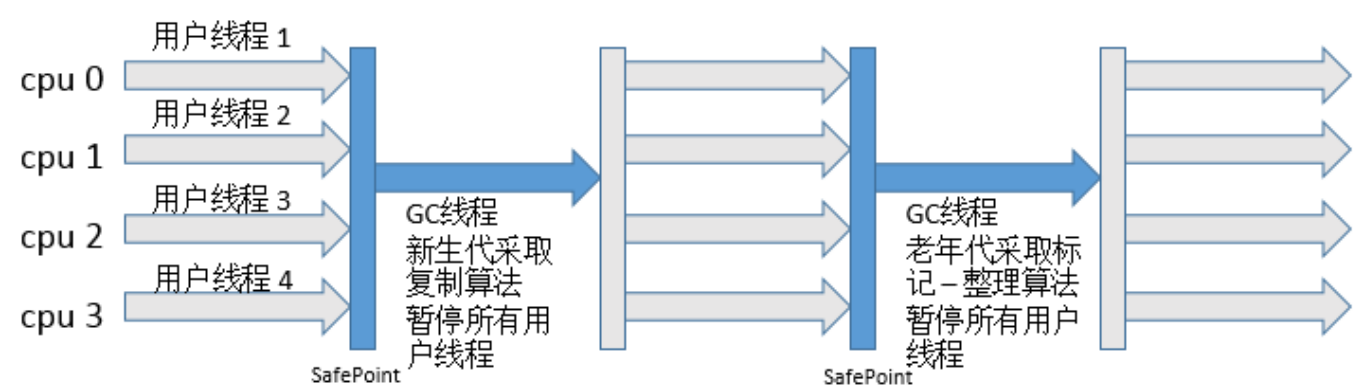 用户线程 1
cpu 0
用户线程 2
cpu 1
用户线程 3
cpu 2
用户线程 4
cpu 3
GC线程
新生代采取
复制算法
暂停所有用
户线程
SafePoint
GC线程
老年代采取标
记 – 整理算法
暂停所有用户
线程
SafePoint